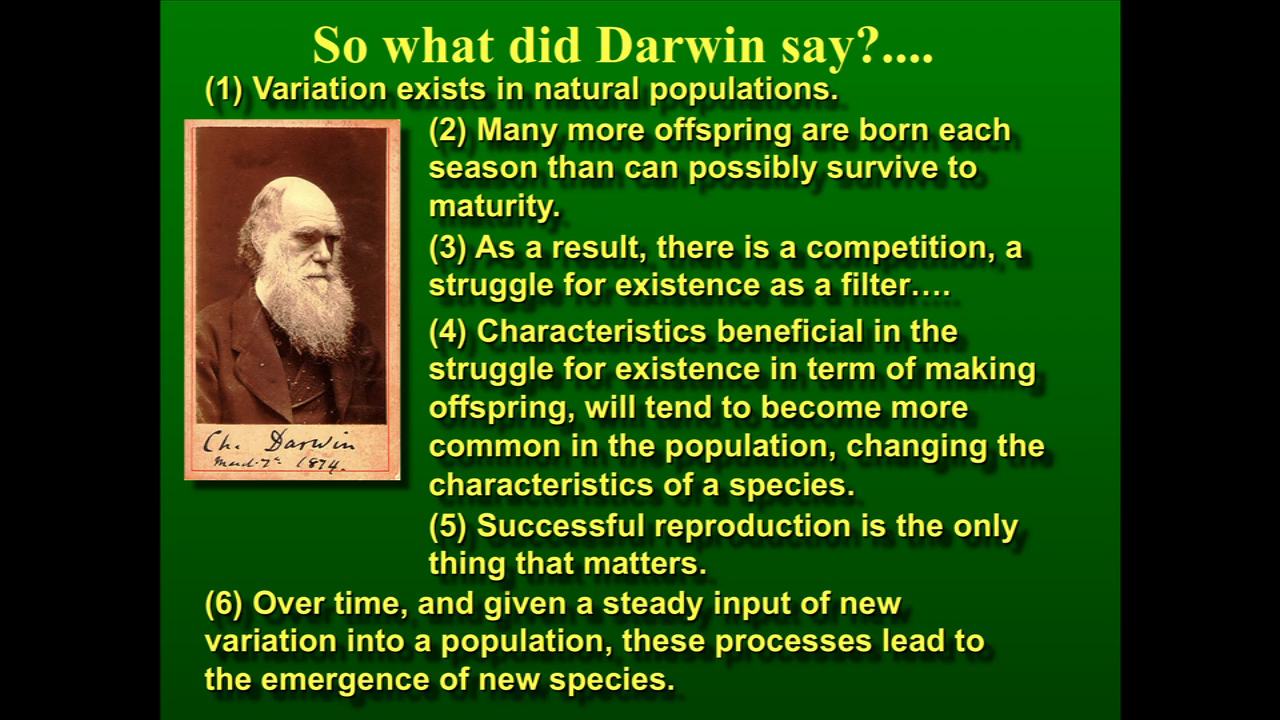 So what did Darwin say?....
(1) Variation exists in natural populations.
(2) Many more offspring are born each
season than can possibly survive to
maturity.
(3) As a result, there is a competition, a
struggle for existence as a filter….
(4) Characteristics beneficial in the
struggle for existence in term of making
offspring, will tend to become more
common in the population, changing the
characteristics of a species.
(5) Successful reproduction is the only
thing that matters.
Ch. Darwin
1874.
(6) Over time, and given a steady input of new
variation into a population, these processes lead to
the emergence of new species.